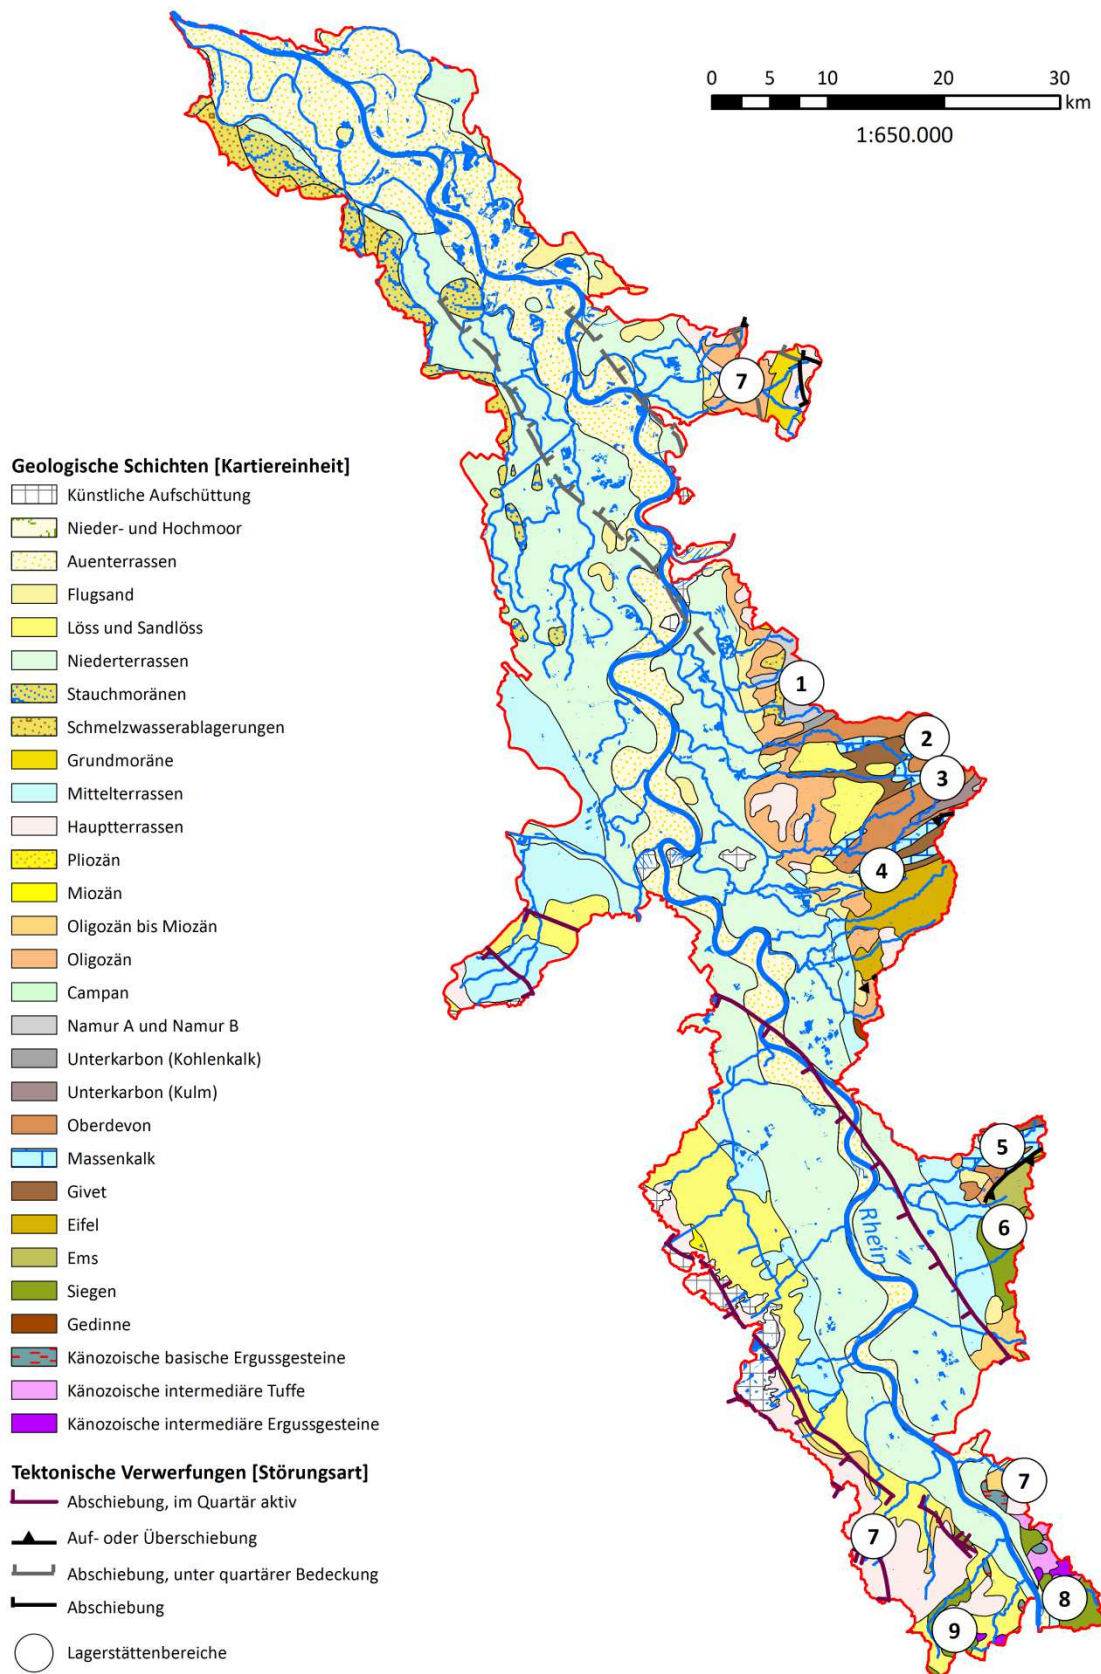 0 5 10 20 30
km
1:650.000
7
Geologische Schichten [Kartiereinheit]
Künstliche Aufschüttung
Nieder- und Hochmoor
Auenterrassen
Flugsand
Löss und Sandlöss
Niederterrassen
Stauchmoränen
Schmelzwasserablagerungen
Grundmoräne
Mittelterrassen
Hauptterrassen
Pliozän
Miozän
Oligozän bis Miozän
Oligozän
Campan
Namur A und Namur B
Unterkarbon (Kohlenkalk)
Unterkarbon (Kulm)
Oberdevon
Massenkalk
Givet
Eifel
Ems
Siegen
Gedinne
Känozoische basische Ergussgesteine
Känozoische intermediäre Tuffe
Känozoische intermediäre Ergussgesteine
Tektonische Verwerfungen [Störungsart]
Abschiebung, im Quartär aktiv
Auf- oder Überschiebung
Abschiebung, unter quartärer Bedeckung
Abschiebung
Lagerstättenbereiche
1
2
3
4
5
6
Rhein
7
7
8
9